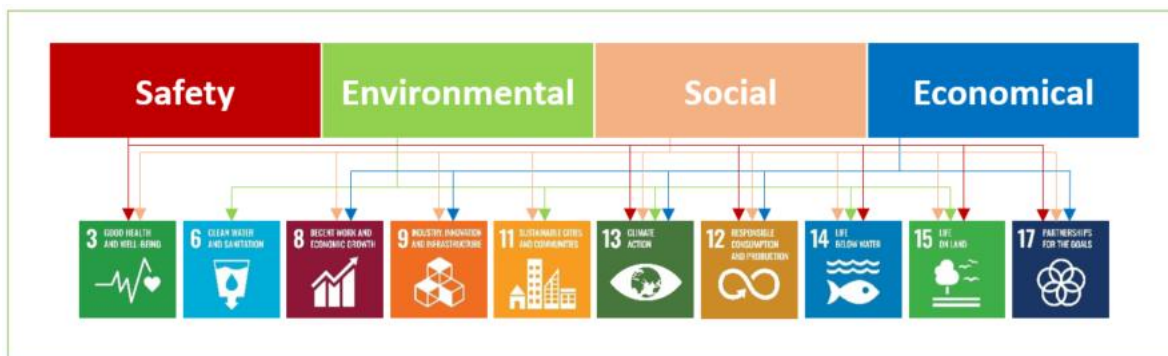 Safety
Environmental
Social
Economical
3 GOOD HEALTH
AND WELL-BEING
6 CLEAN WATER
AND SANITATION
8 DECENT WORK AND
ECONOMIC GROWTH
9 INDUSTRY, INNOVATION
AND INFRASTRUCTURE
11 SUSTAINABLE CITIES
AND COMMUNITIES
13 CLIMATE
ACTION
12 RESPONSIBLE
CONSUMPTION
AND PRODUCTION
14 LIFE
BELOW WATER
15 LIFE
ON LAND
17 PARTNERSHIPS
FOR THE GOALS